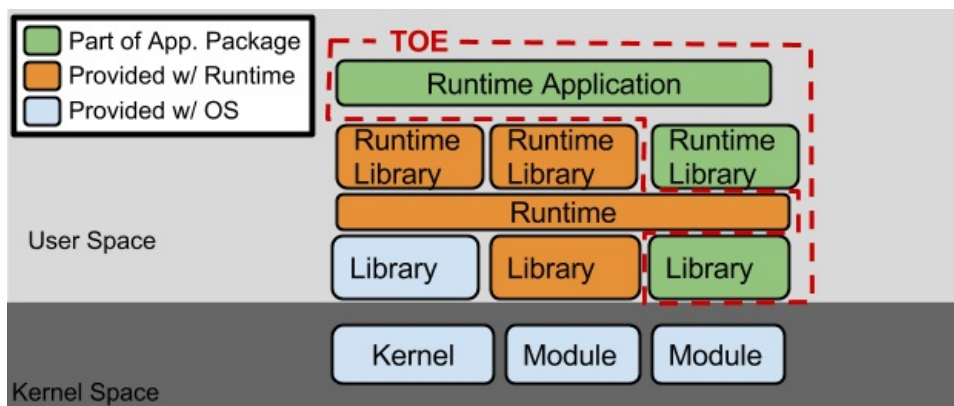 Part of App. Package
Provided w/ Runtime
Provided w/ OS
TOE
Runtime Application
Runtime
Library
Runtime
Library
Runtime
Library
Runtime
User Space
Library
Library
Library
Kernel
Module
Module
Kernel Space